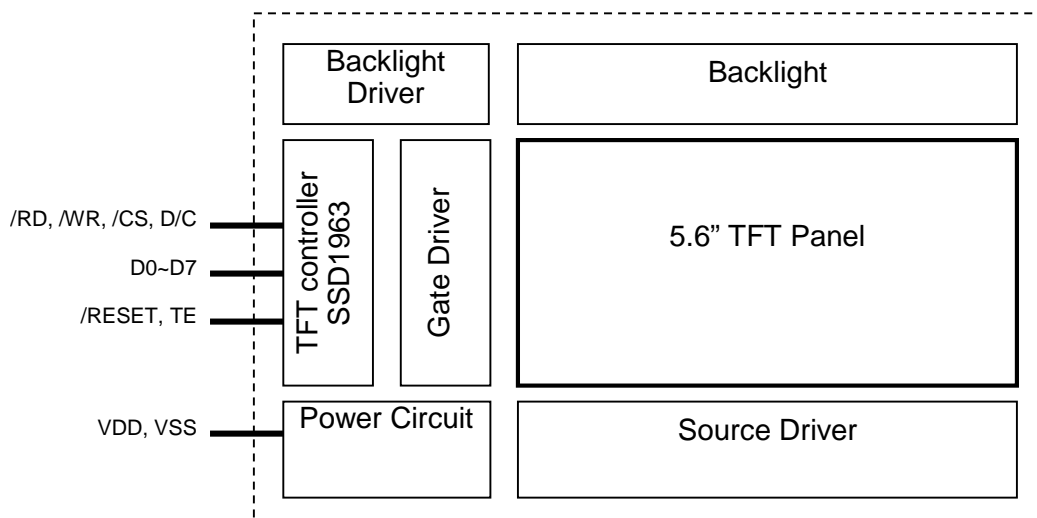 Backlight
Driver
Backlight
TFT controller
SSD1963
Gate Driver
5.6” TFT Panel
/RD, /WR, /CS, D/C
D0~D7
/RESET, TE
VDD, VSS
Power Circuit
Source Driver